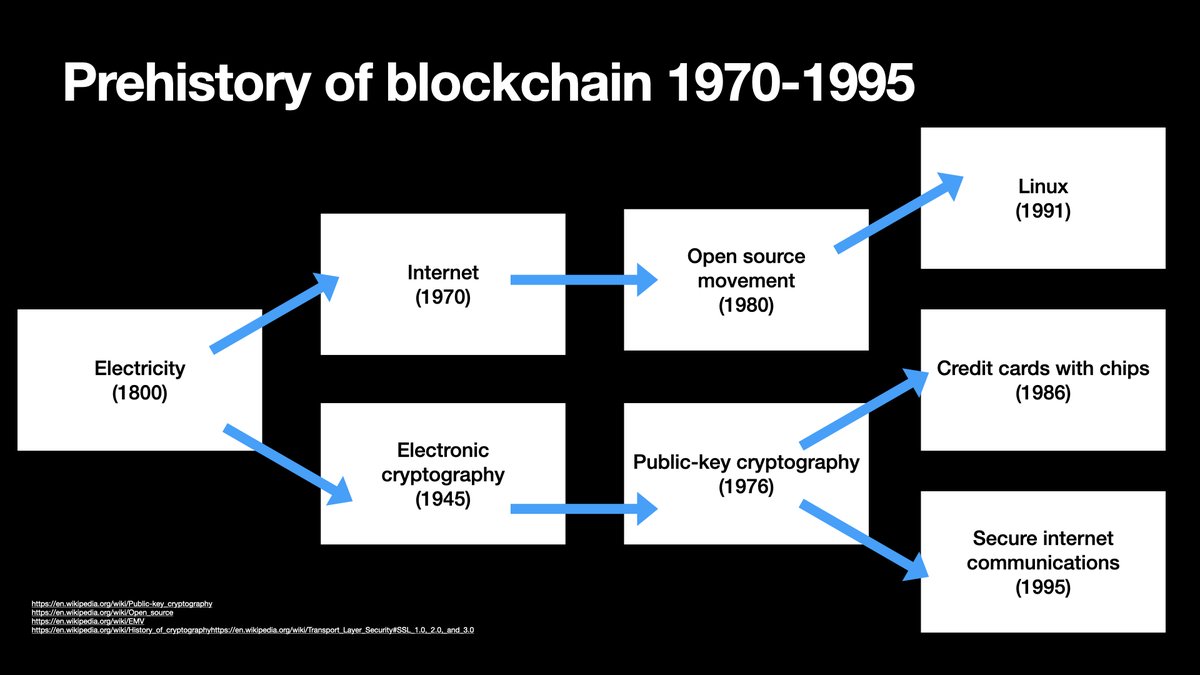 Prehistory of blockchain 1970-1995
Linux
(1991)
Internet
(1970)
Open source
movement
(1980)
Electricity
(1800)
Credit cards with chips
(1986)
Electronic
cryptography
(1945)
Public-key cryptography
(1976)
Secure internet
communications
(1995)
https://en.wikipedia.org/wiki/Public-key_cryptography
https://en.wikipedia.org/wiki/Open_source
https://en.wikipedia.org/wiki/EMV
https://en.wikipedia.org/wiki/History_of_cryptographyhttps://en.wikipedia.org/wiki/Transport_Layer_Security#SSL_1.0,_2.0,_and_3.0